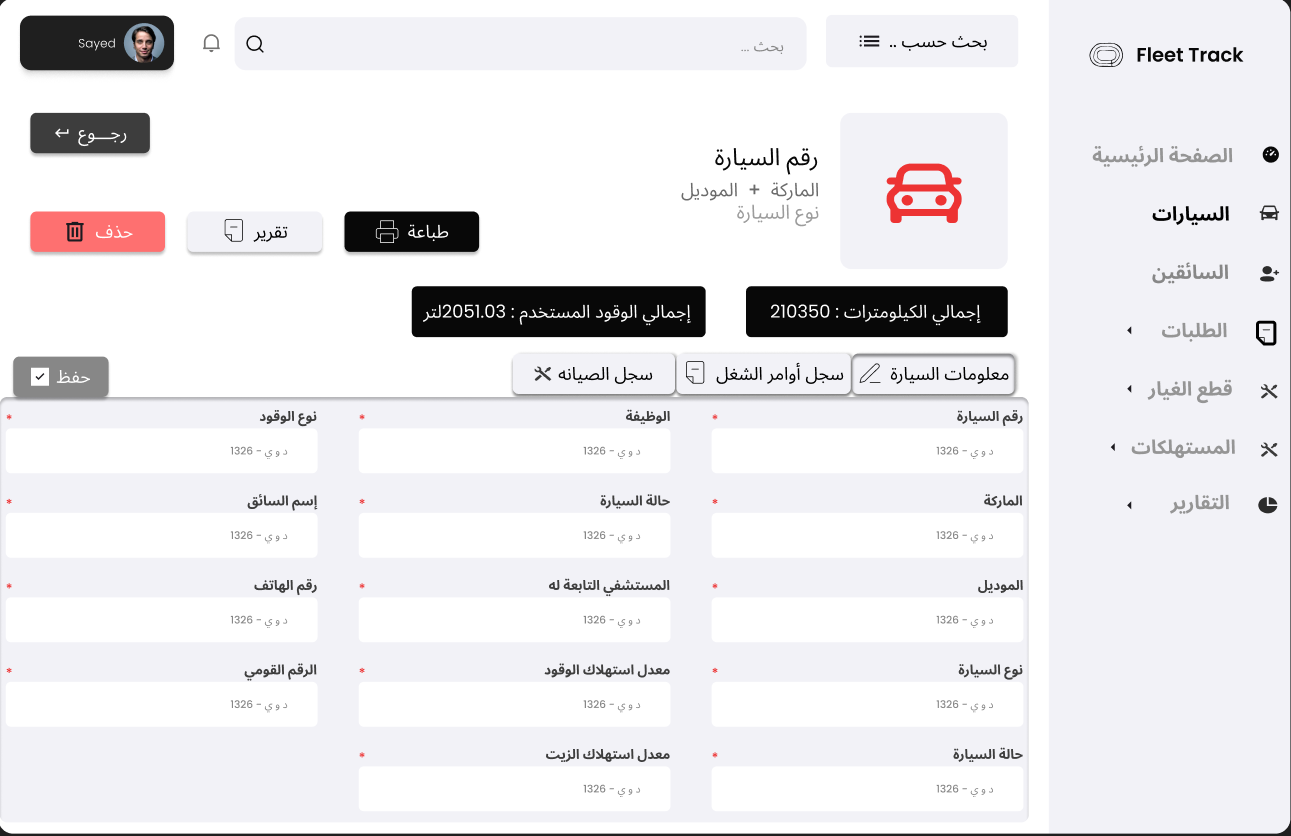 Fleet Track
الصفحة الرئيسية
السيارات
السائقين
الطلبات
قطع الغيار
المستهلكات
التقارير
بحث حسب ..
بحث ...
Sayed
رجـــوع
رقم السيارة
الماركة + الموديل
نوع السيارة
طباعة
تقرير
حذف
إجمالي الكيلومترات : 210350
إجمالي الوقود المستخدم : 2051.03لتر
معلومات السيارة
سجل أوامر الشغل
سجل الصيانه
حفظ
رقم السيارة *
الوظيفة *
نوع الوقود *
د و ي - 1326
د و ي - 1326
د و ي - 1326
الماركة *
حالة السيارة *
إسم السائق *
د و ي - 1326
د و ي - 1326
د و ي - 1326
الموديل *
المستشفي التابعة له *
رقم الهاتف *
د و ي - 1326
د و ي - 1326
د و ي - 1326
نوع السيارة *
معدل استهلاك الوقود *
الرقم القومي *
د و ي - 1326
د و ي - 1326
د و ي - 1326
حالة السيارة *
معدل استهلاك الزيت *
د و ي - 1326
د و ي - 1326